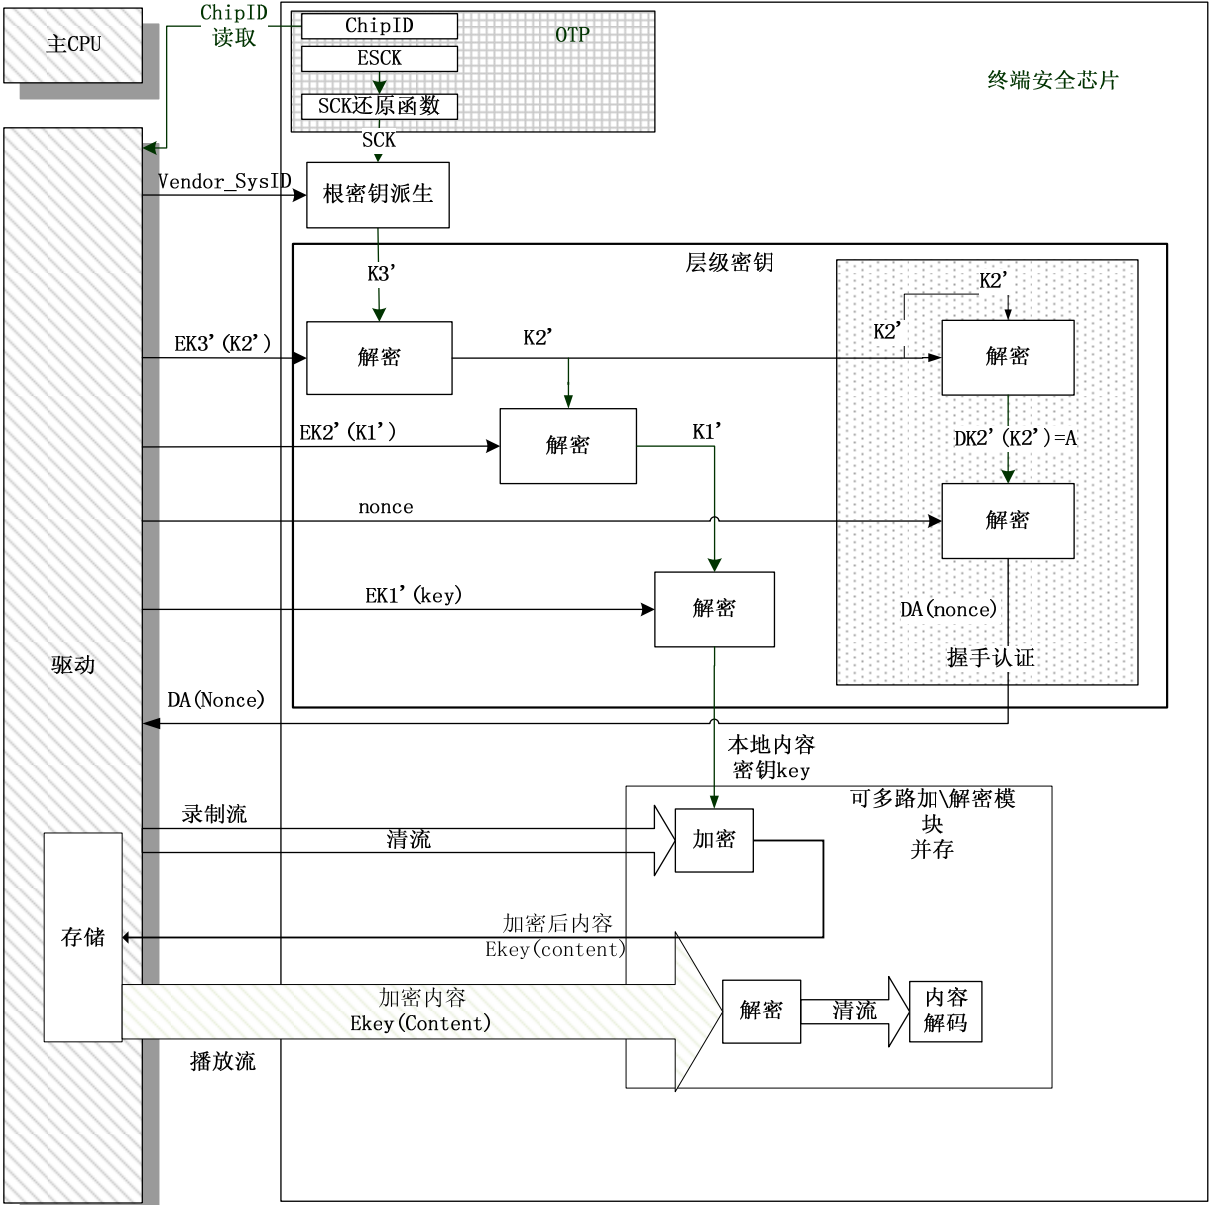 ChipID
读取
主CPU
ChipID
OTP
ESCK
SCK还原函数
终端安全芯片
SCK
Vendor_SysID
根密钥派生
层级密钥
K3'
K2'
EK3'(K2')
解密
K2'
K2'
解密
EK2'(K1')
解密
K1'
DK2'(K2')=A
nonce
解密
EK1'(key)
解密
DA(nonce)
握手认证
驱动
DA(Nonce)
本地内容
密钥key
可多路加\解密模
块
并存
录制流
清流
加密
存储
加密后内容
Ekey(content)
加密内容
Ekey(Content)
解密
清流
内容
解码
播放流